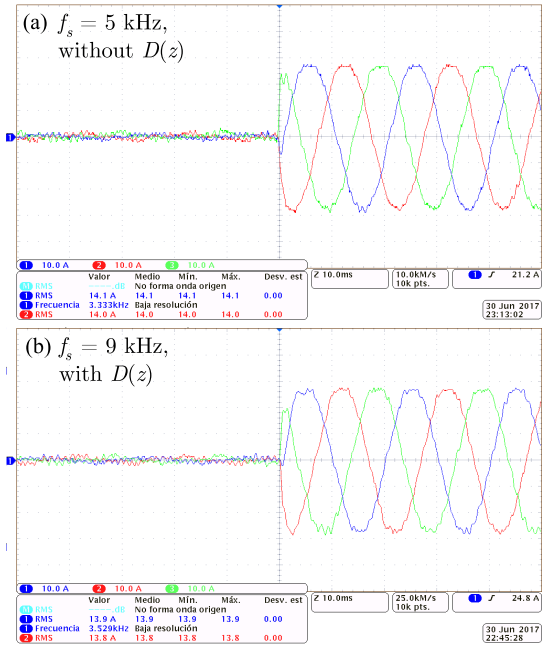 (a) fs = 5 kHz,
without D(z)
1
1 10.0 A 2 10.0 A 3 10.0 A
Valor Medio Mín. Máx. Desv. est
RMS No forma onda origen
1 RMS 14.1 A 14.1 14.1 14.1 0.00
1 Frecuencia 3.333kHz Baja resolución
2 RMS 14.0 A 14.0 14.0 14.0 0.00
Z 10.0ms
10.0kM/s
10k pts.
1 21.2 A
30 Jun 2017
23:13:02
(b) fs = 9 kHz,
with D(z)
1
1 10.0 A 2 10.0 A 3 10.0 A
Valor Medio Mín. Máx. Desv. est
RMS No forma onda origen
1 RMS 13.9 A 13.9 13.9 13.9 0.00
1 Frecuencia 3.529kHz Baja resolución
2 RMS 13.8 A 13.8 13.8 13.8 0.00
Z 10.0ms
25.0kM/s
10k pts.
1 24.8 A
30 Jun 2017
22:45:28